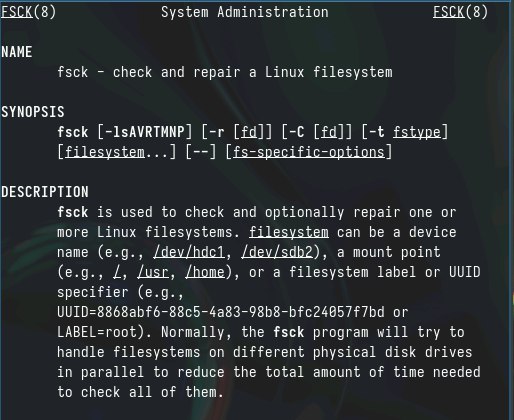 FSCK(8) System Administration FSCK(8)
NAME
fsck - check and repair a Linux filesystem
SYNOPSIS
fsck [-lsAVRTMNP] [-r [fd]] [-C [fd]] [-t fstype]
[filesystem...] [--] [fs-specific-options]
DESCRIPTION
fsck is used to check and optionally repair one or
more Linux filesystems. filesystem can be a device
name (e.g., /dev/hdc1, /dev/sdb2), a mount point
(e.g., /, /usr, /home), or a filesystem label or UUID
specifier (e.g.,
UUID=8868abf6-88c5-4a83-98b8-bfc24057f7bd or
LABEL=root). Normally, the fsck program will try to
handle filesystems on different physical disk drives
in parallel to reduce the total amount of time needed
to check all of them.